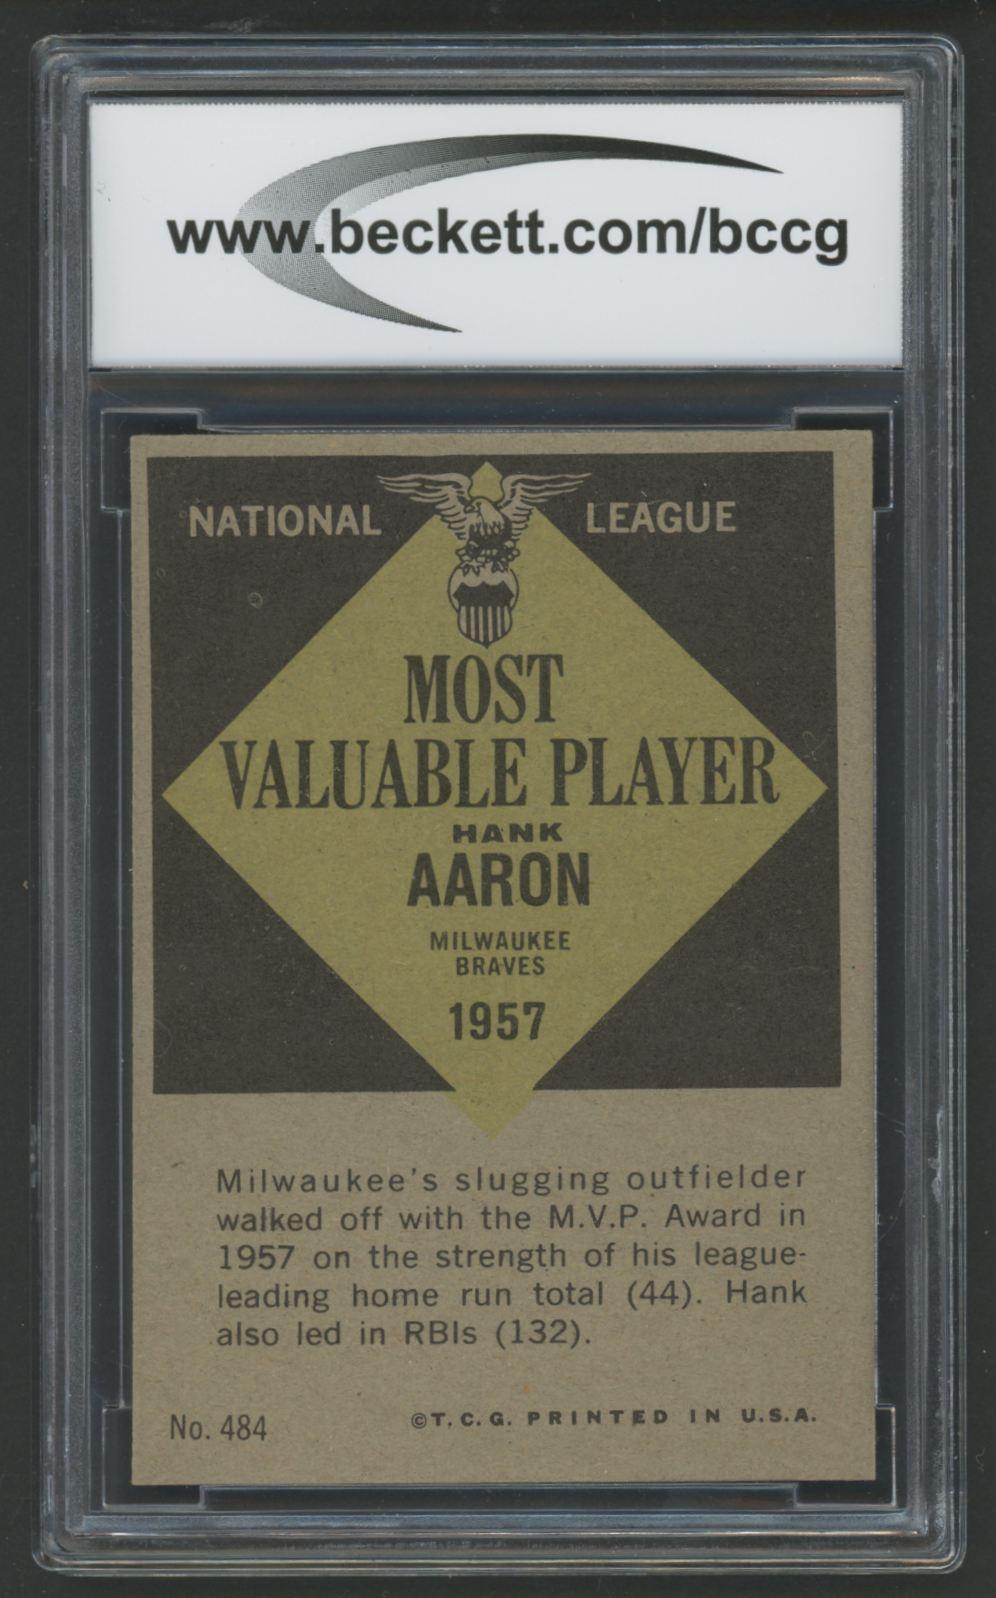 www.beckett.com/bccg
NATIONAL LEAGUE
MOST
VALUABLE PLAYER
HANK
AARON
MILWAUKEE
BRAVES
1957
Milwaukee's slugging outfielder
walked off with the M.V.P. Award in
1957 on the strength of his league-
leading home run total (44). Hank
also led in RBIs (132).
No. 484
©T.C.G. PRINTED IN U.S.A.